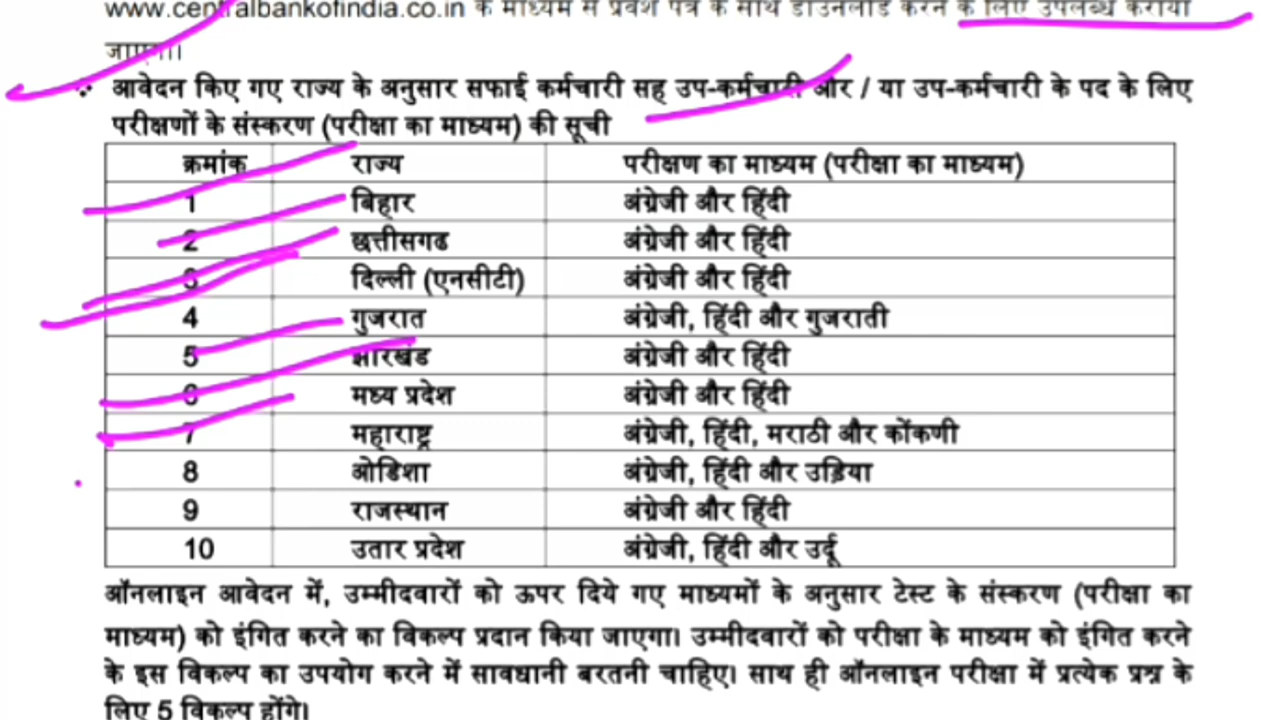 www.centralbankofindia.co.in के माध्यम से प्रवेश पत्र के साथ डाउनलोड करने के लिए उपलब्ध कराया
जाएगा।
आवेदन किए गए राज्य के अनुसार सफाई कर्मचारी सह उप-कर्मचारी और / या उप-कर्मचारी के पद के लिए
परीक्षणों के संस्करण (परीक्षा का माध्यम) की सूची
क्रमांक राज्य परीक्षण का माध्यम (परीक्षा का माध्यम)
1 बिहार अंग्रेजी और हिंदी
2 छत्तीसगढ अंग्रेजी और हिंदी
3 दिल्ली (एनसीटी) अंग्रेजी और हिंदी
4 गुजरात अंग्रेजी, हिंदी और गुजराती
5 झारखंड अंग्रेजी और हिंदी
6 मध्य प्रदेश अंग्रेजी और हिंदी
7 महाराष्ट्र अंग्रेजी, हिंदी, मराठी और कोंकणी
8 ओडिशा अंग्रेजी, हिंदी और उड़िया
9 राजस्थान अंग्रेजी और हिंदी
10 उतार प्रदेश अंग्रेजी, हिंदी और उर्दू
ऑनलाइन आवेदन में, उम्मीदवारों को ऊपर दिये गए माध्यमों के अनुसार टेस्ट के संस्करण (परीक्षा का
माध्यम) को इंगित करने का विकल्प प्रदान किया जाएगा। उम्मीदवारों को परीक्षा के माध्यम को इंगित करने
के इस विकल्प का उपयोग करने में सावधानी बरतनी चाहिए। साथ ही ऑनलाइन परीक्षा में प्रत्येक प्रश्न के
लिए 5 विकल्प होंगे।